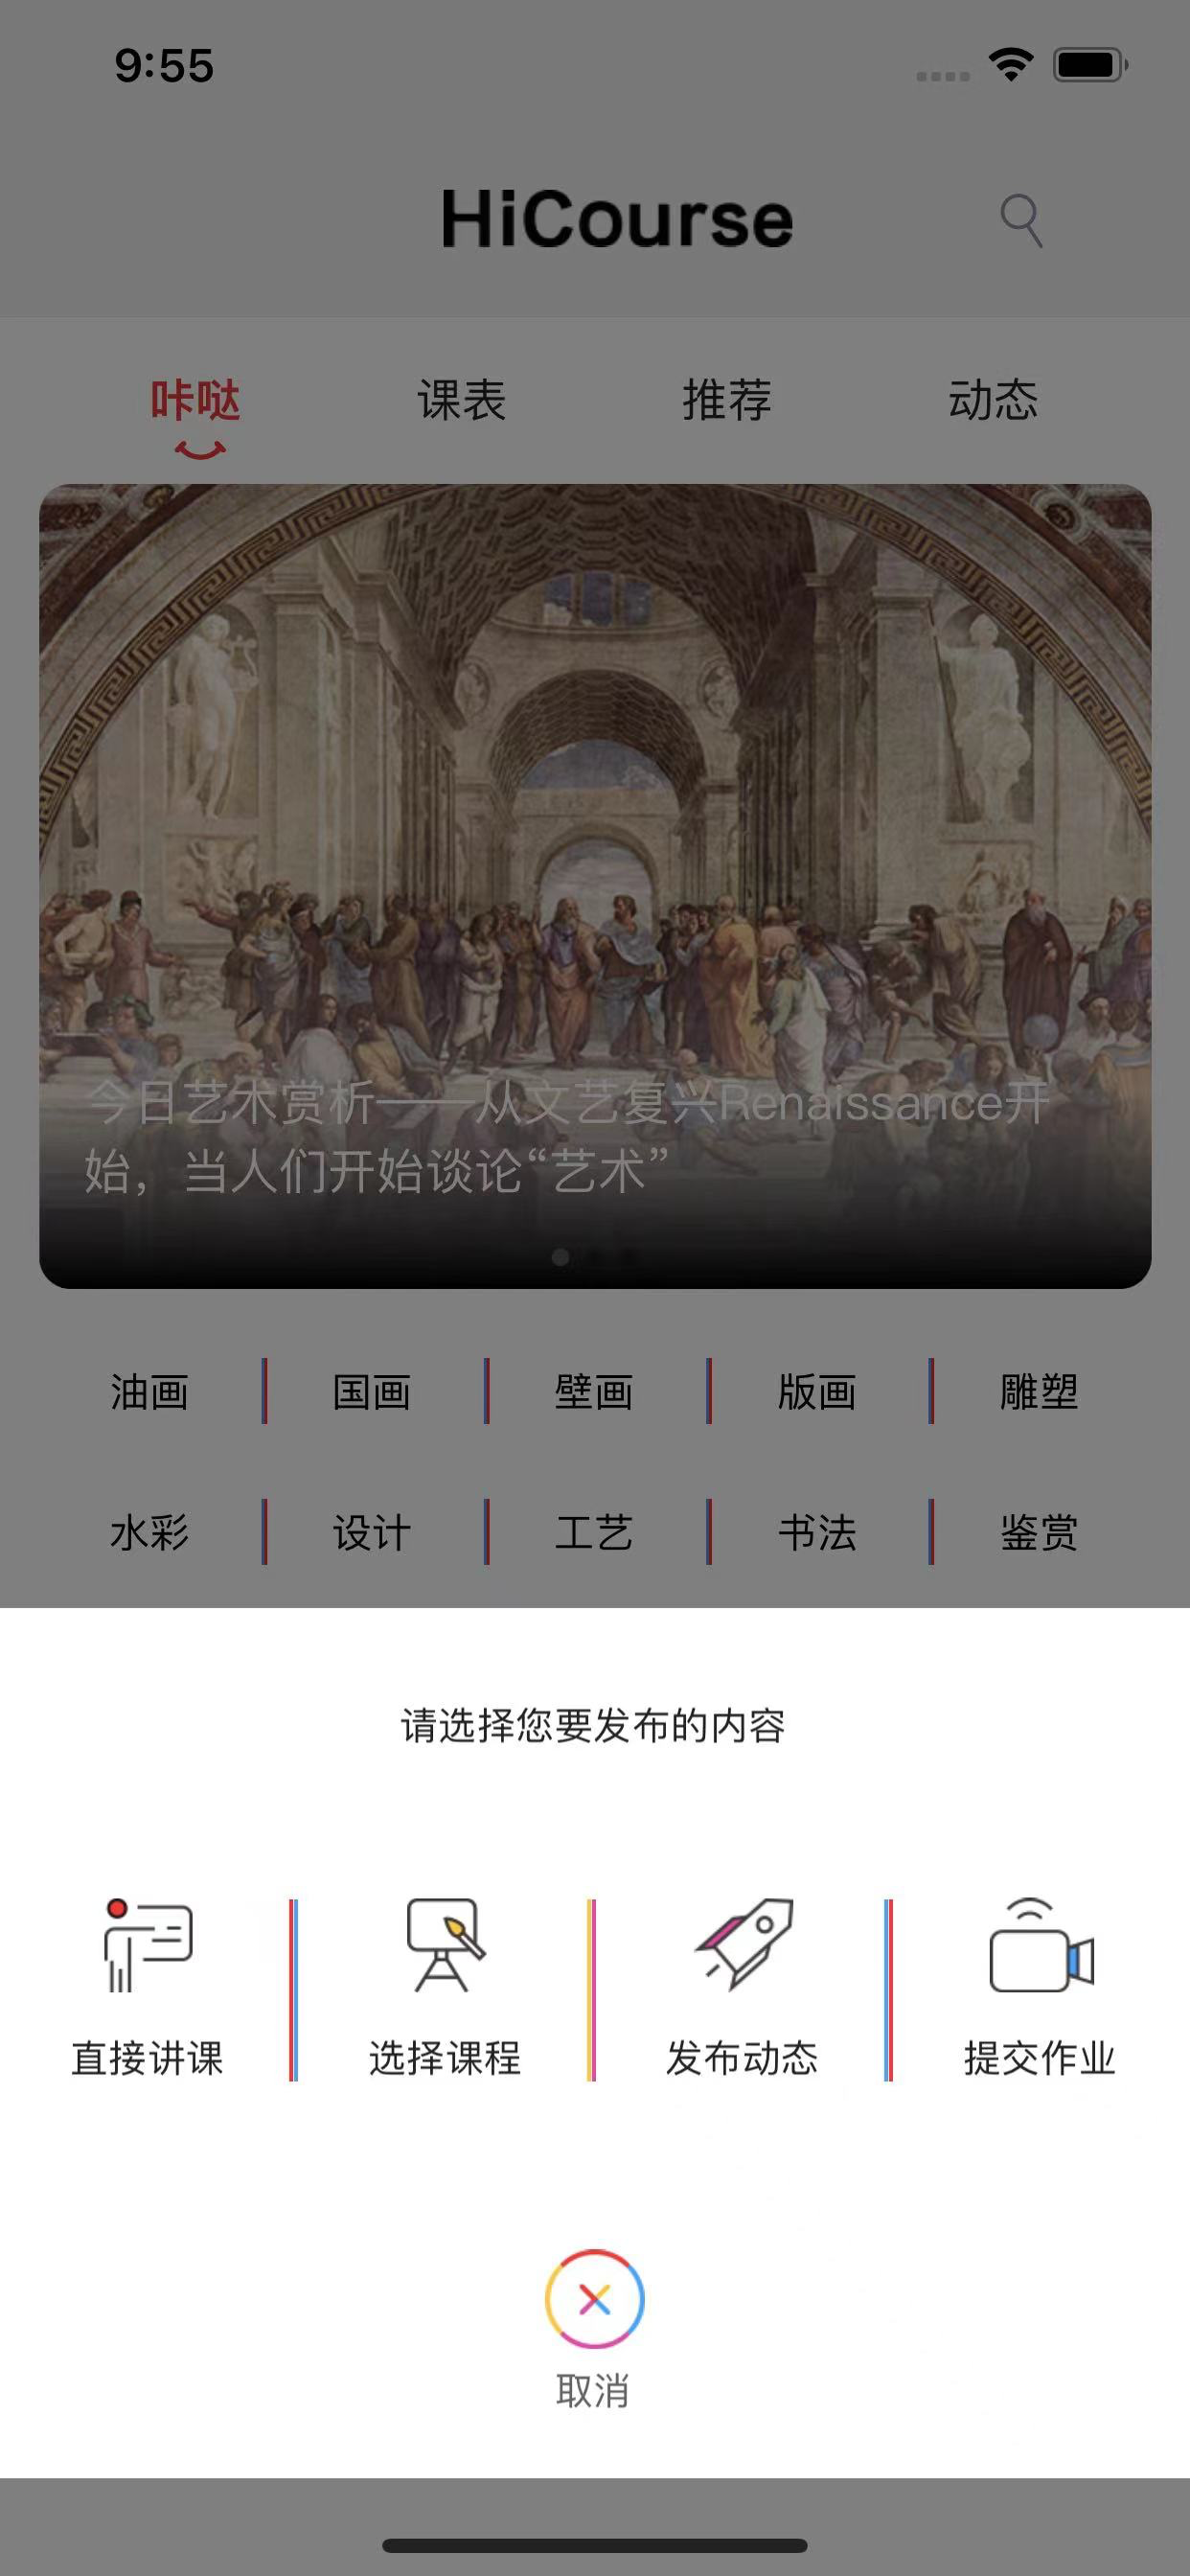 9:55
HiCourse
咔哒 课表 推荐 动态
今日艺术赏析——从文艺复兴Renaissance开
始，当人们开始谈论“艺术”
油画 国画 壁画 版画 雕塑
水彩 设计 工艺 书法 鉴赏
请选择您要发布的内容
直接讲课 选择课程 发布动态 提交作业
取消